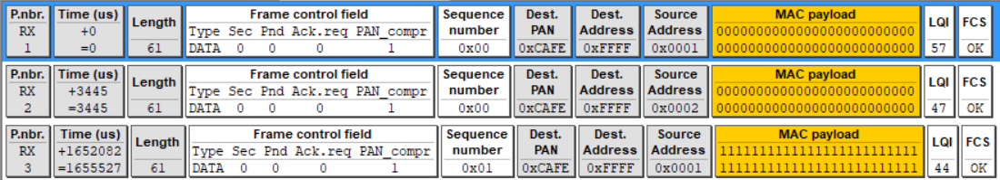 P.nbr. Time (us) Length Frame control field Sequence Dest. Dest. Source MAC payload LQI FCS
RX +0 Type Sec Pnd Ack.req PAN_compr number PAN Address Address 0000000000000000000000000
1 =0 61 DATA 0 0 0 1 0x00 0xCAFE 0xFFFF 0x0001 0000000000000000000000000 57 OK
P.nbr. Time (us) Length Frame control field Sequence Dest. Dest. Source MAC payload LQI FCS
RX +3445 Type Sec Pnd Ack.req PAN_compr number PAN Address Address 0000000000000000000000000
2 =3445 61 DATA 0 0 0 1 0x00 0xCAFE 0xFFFF 0x0002 0000000000000000000000000 47 OK
P.nbr. Time (us) Length Frame control field Sequence Dest. Dest. Source MAC payload LQI FCS
RX +1652082 Type Sec Pnd Ack.req PAN_compr number PAN Address Address 1111111111111111111111111
3 =1655527 61 DATA 0 0 0 1 0x01 0xCAFE 0xFFFF 0x0001 1111111111111111111111111 44 OK